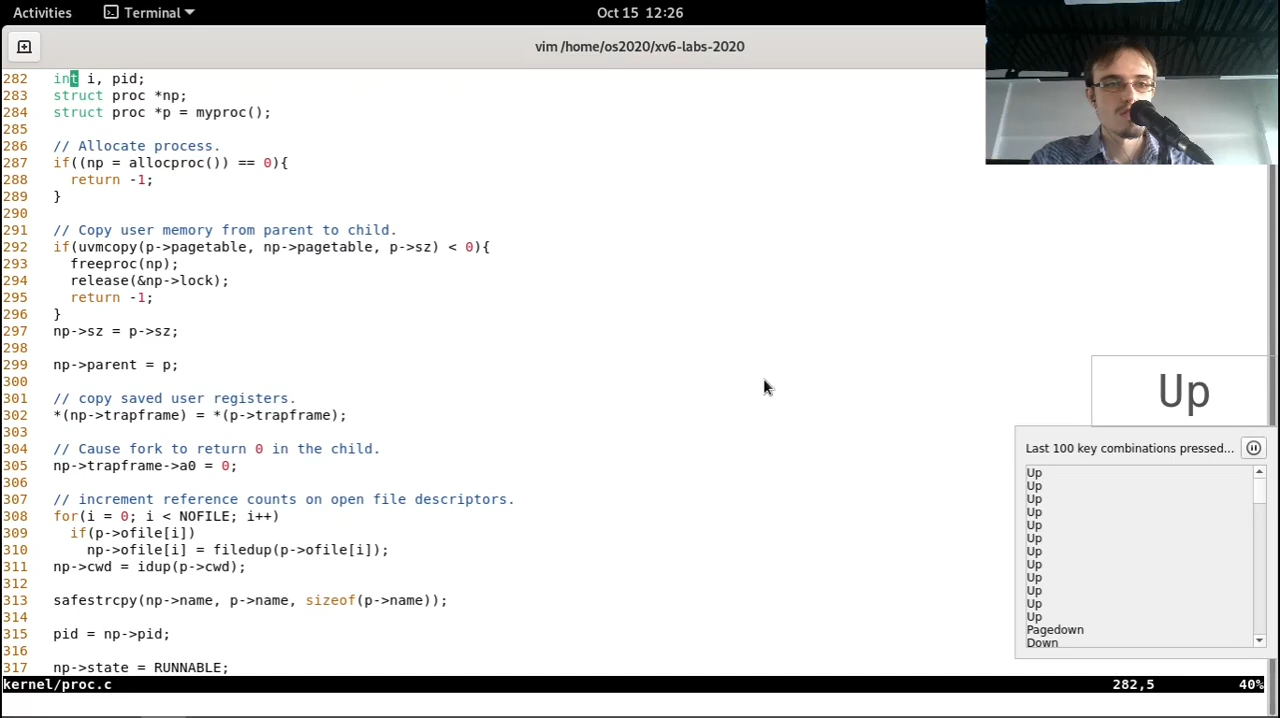 Activities Terminal Oct 15 12:26
vim /home/os2020/xv6-labs-2020
282 int i, pid;
283 struct proc *np;
284 struct proc *p = myproc();
285
286 // Allocate process.
287 if((np = allocproc()) == 0){
288 return -1;
289 }
290
291 // Copy user memory from parent to child.
292 if(uvmcopy(p->pagetable, np->pagetable, p->sz) < 0){
293 freeproc(np);
294 release(&np->lock);
295 return -1;
296 }
297 np->sz = p->sz;
298
299 np->parent = p;
300
301 // copy saved user registers.
302 *(np->trapframe) = *(p->trapframe);
303
304 // Cause fork to return 0 in the child.
305 np->trapframe->a0 = 0;
306
307 // increment reference counts on open file descriptors.
308 for(i = 0; i < NOFILE; i++)
309 if(p->ofile[i])
310 np->ofile[i] = filedup(p->ofile[i]);
311 np->cwd = idup(p->cwd);
312
313 safestrcpy(np->name, p->name, sizeof(p->name));
314
315 pid = np->pid;
316
317 np->state = RUNNABLE;
kernel/proc.c 282,5 40%
Up
Last 100 key combinations pressed...
Up
Up
Up
Up
Up
Up
Up
Up
Up
Up
Up
Up
Pagedown
Down